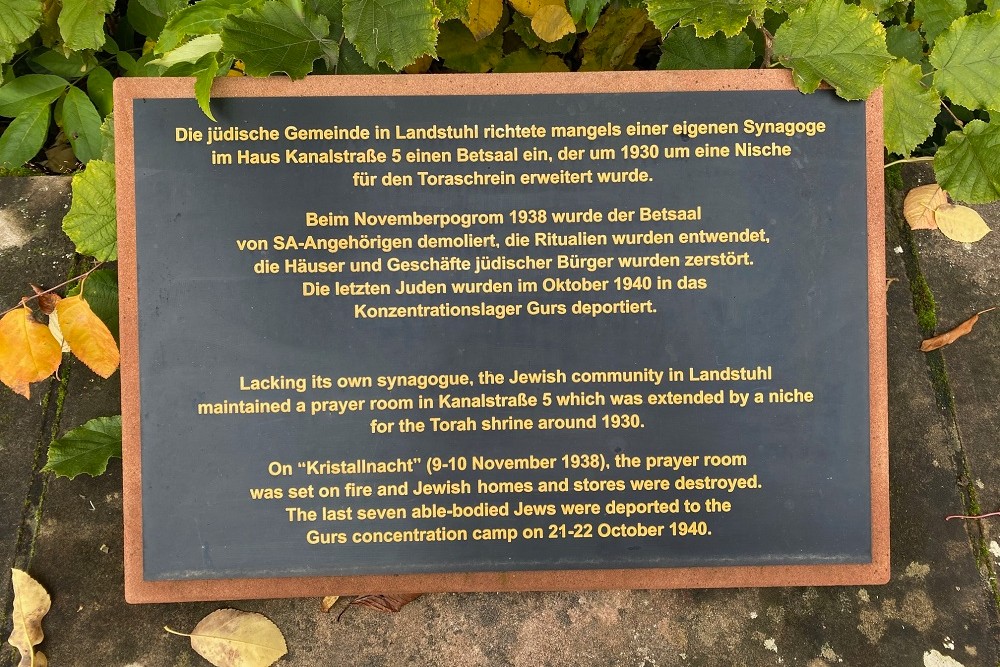 Die jüdische Gemeinde in Landstuhl richtete mangels einer eigenen Synagoge
im Haus Kanalstraße 5 einen Betsaal ein, der um 1930 um eine Nische
für den Toraschrein erweitert wurde.
Beim Novemberpogrom 1938 wurde der Betsaal
von SA-Angehörigen demoliert, die Ritualien wurden entwendet,
die Häuser und Geschäfte jüdischer Bürger wurden zerstört.
Die letzten Juden wurden im Oktober 1940 in das
Konzentrationslager Gurs deportiert.
Lacking its own synagogue, the Jewish community in Landstuhl
maintained a prayer room in Kanalstraße 5 which was extended by a niche
for the Torah shrine around 1930.
On “Kristallnacht” (9-10 November 1938), the prayer room
was set on fire and Jewish homes and stores were destroyed.
The last seven able-bodied Jews were deported to the
Gurs concentration camp on 21-22 October 1940.